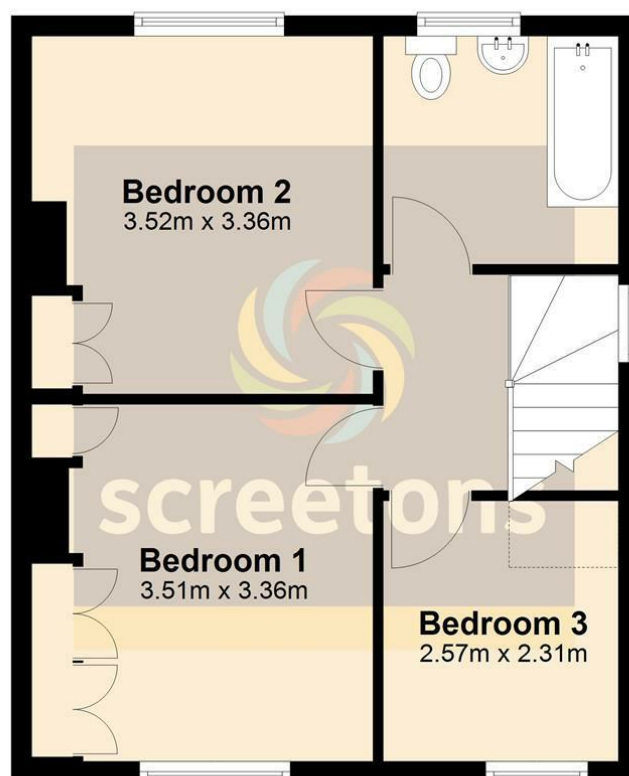 Bedroom 2
3.52m x 3.36m
screetons
Bedroom 1
3.51m x 3.36m
Bedroom 3
2.57m x 2.31m